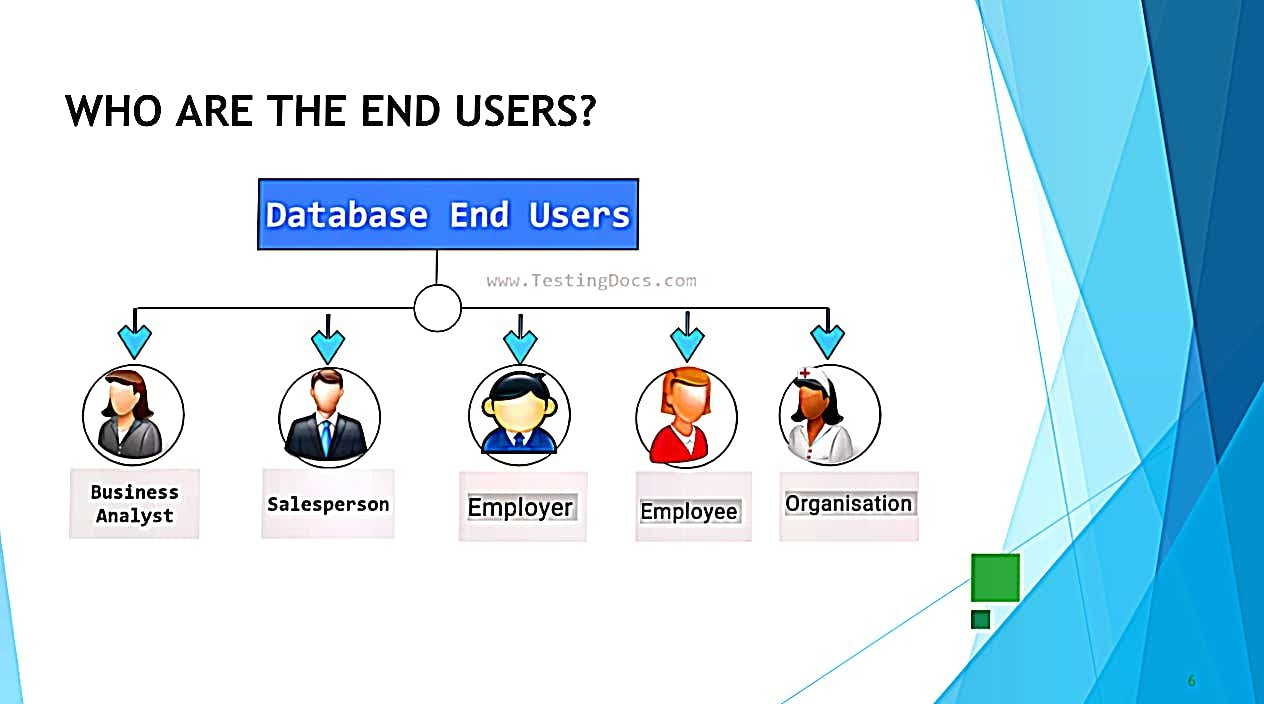 WHO ARE THE END USERS?
Database End Users
www.TestingDocs.com
Business
Analyst
Salesperson
Employer
Employee
Organisation
6